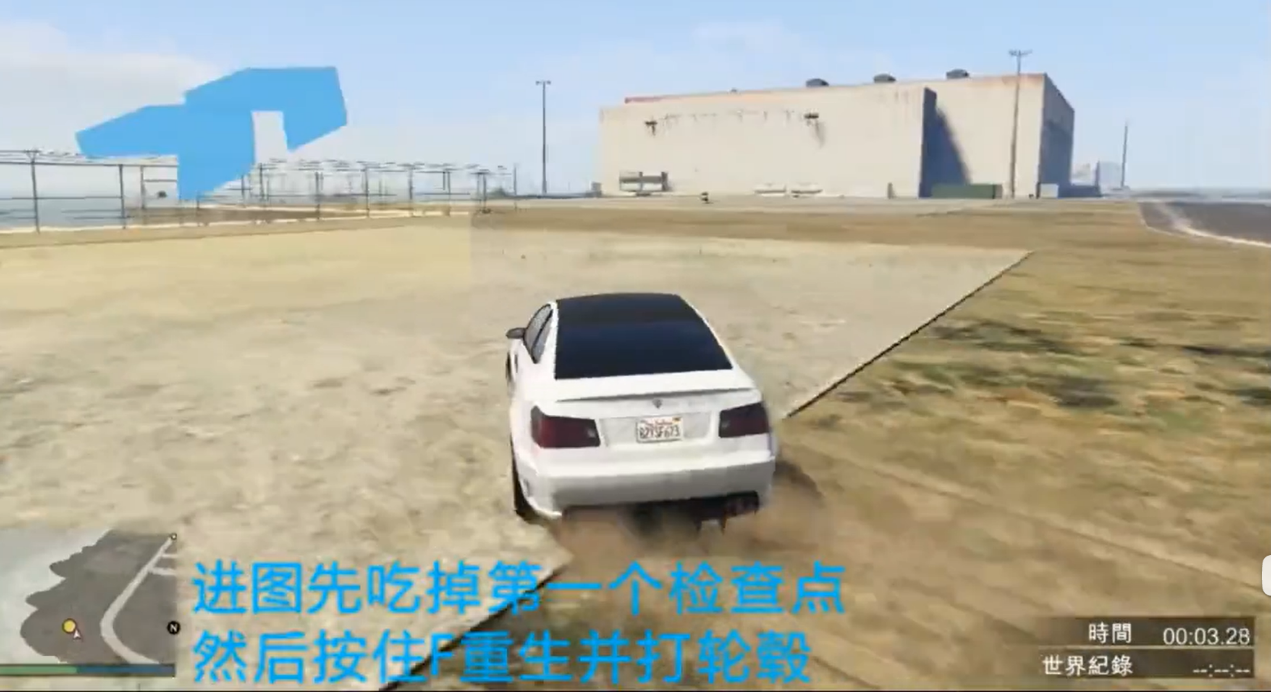 进图先吃掉第一个检查点
然后按住F重生并打轮毂
時間 00:03.28
世界紀錄 --:--:--
N